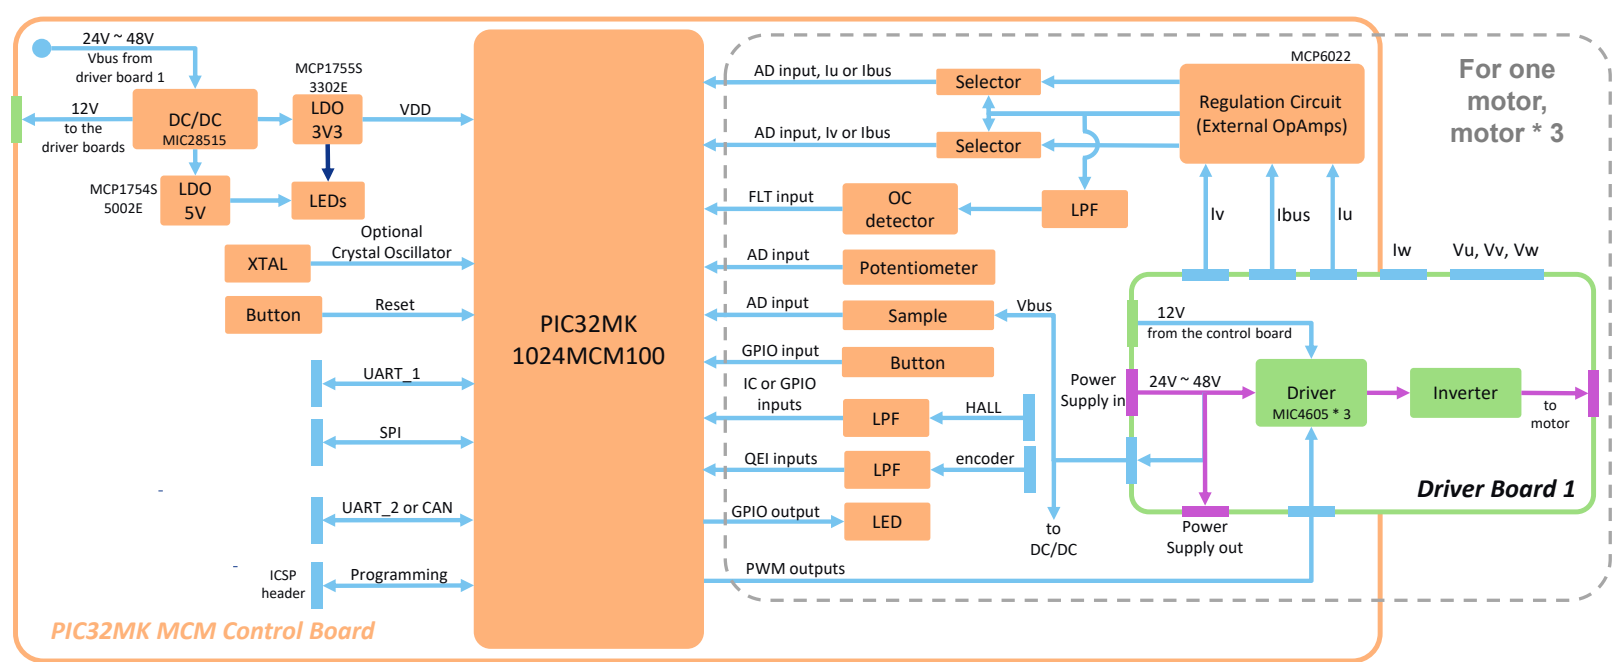 24V ~ 48V
Vbus from
driver board 1
12V
to the
driver boards
DC/DC
MIC28515
MCP1755S
3302E
LDO
3V3
VDD
MCP1754S
5002E
LDO
5V
LEDs
XTAL
Optional
Crystal Oscillator
Button
Reset
UART_1
SPI
UART_2 or CAN
ICSP
header
Programming
PIC32MK MCM Control Board
PIC32MK
1024MCM100
AD input, Iu or Ibus
Selector
AD input, Iv or Ibus
Selector
MCP6022
Regulation Circuit
(External OpAmps)
For one
motor,
motor * 3
FLT input
OC
detector
LPF
Iv
Ibus
Iu
Iw
Vu, Vv, Vw
AD input
Potentiometer
AD input
Sample
Vbus
GPIO input
Button
IC or GPIO
inputs
LPF
HALL
QEI inputs
LPF
encoder
GPIO output
LED
to
DC/DC
PWM outputs
12V
from the control board
Power
Supply in
24V ~ 48V
Driver
MIC4605 * 3
Inverter
to
motor
Driver Board 1
Power
Supply out